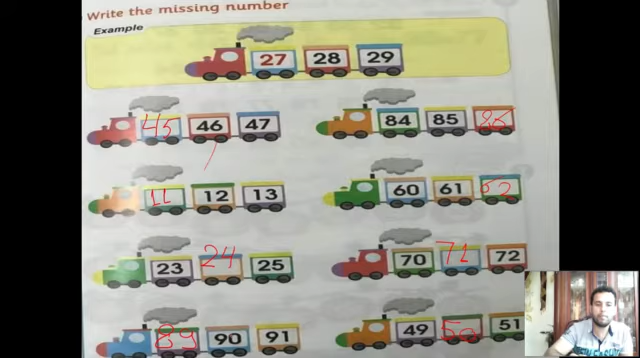 Write the missing number
Example
27 28 29
45 46 47
84 85 86
11 12 13
60 61 62
23 24 25
70 71 72
89 90 91
49 50 51